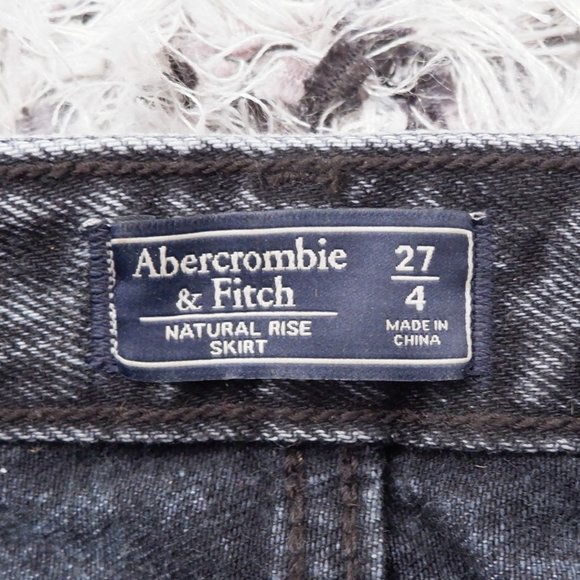 Abercrombie
& Fitch
NATURAL RISE
SKIRT
27
4
MADE IN
CHINA